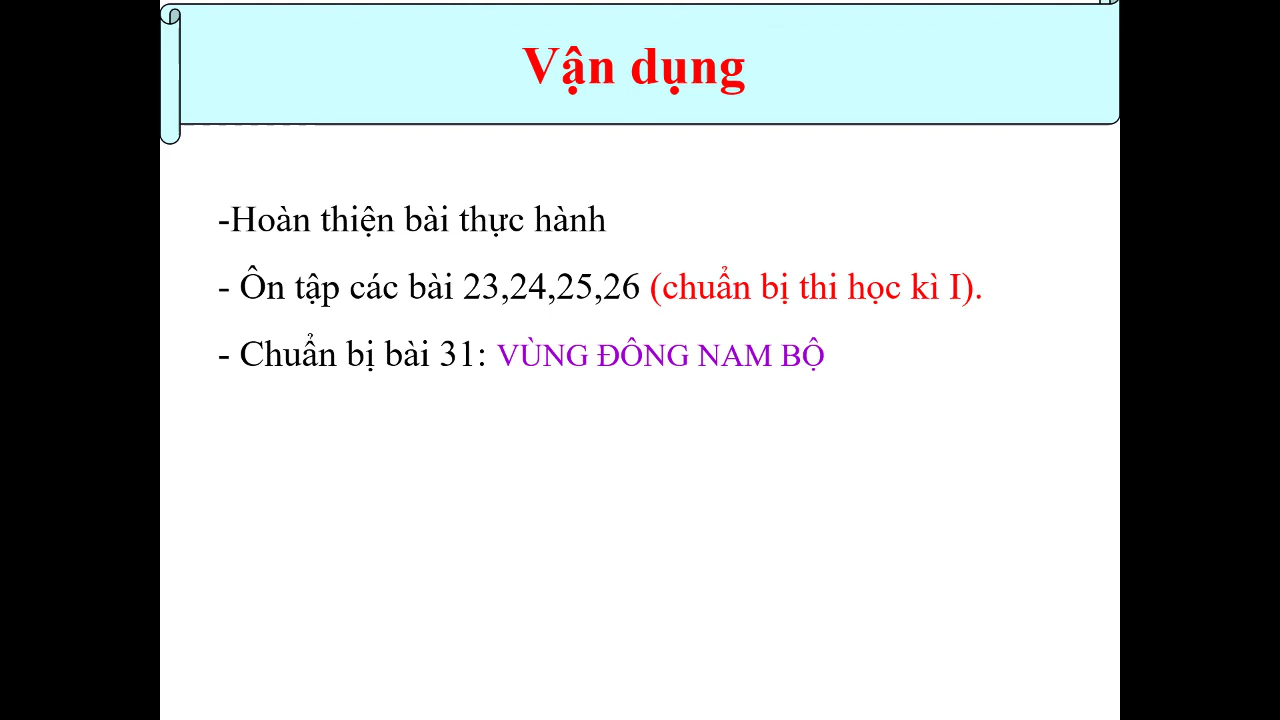 Vận dụng
-Hoàn thiện bài thực hành
- Ôn tập các bài 23,24,25,26 (chuẩn bị thi học kì I).
- Chuẩn bị bài 31: VÙNG ĐÔNG NAM BỘ